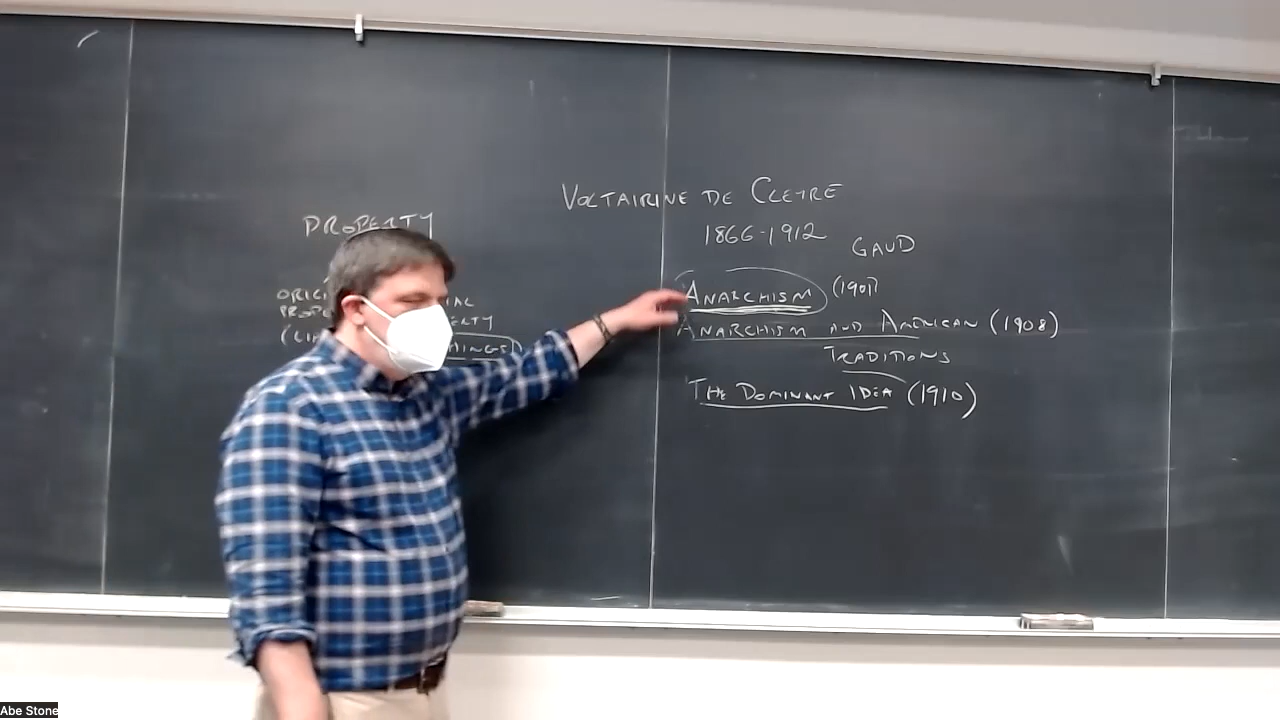 PROPERTY
VOLTAIRINE DE CLEYRE
1866-1912
GAUD
ANARCHISM (1901)
ANARCHISM AND AMERICAN (1908)
TRADITIONS
THE DOMINANT IDEA (1910)
Abe Stone